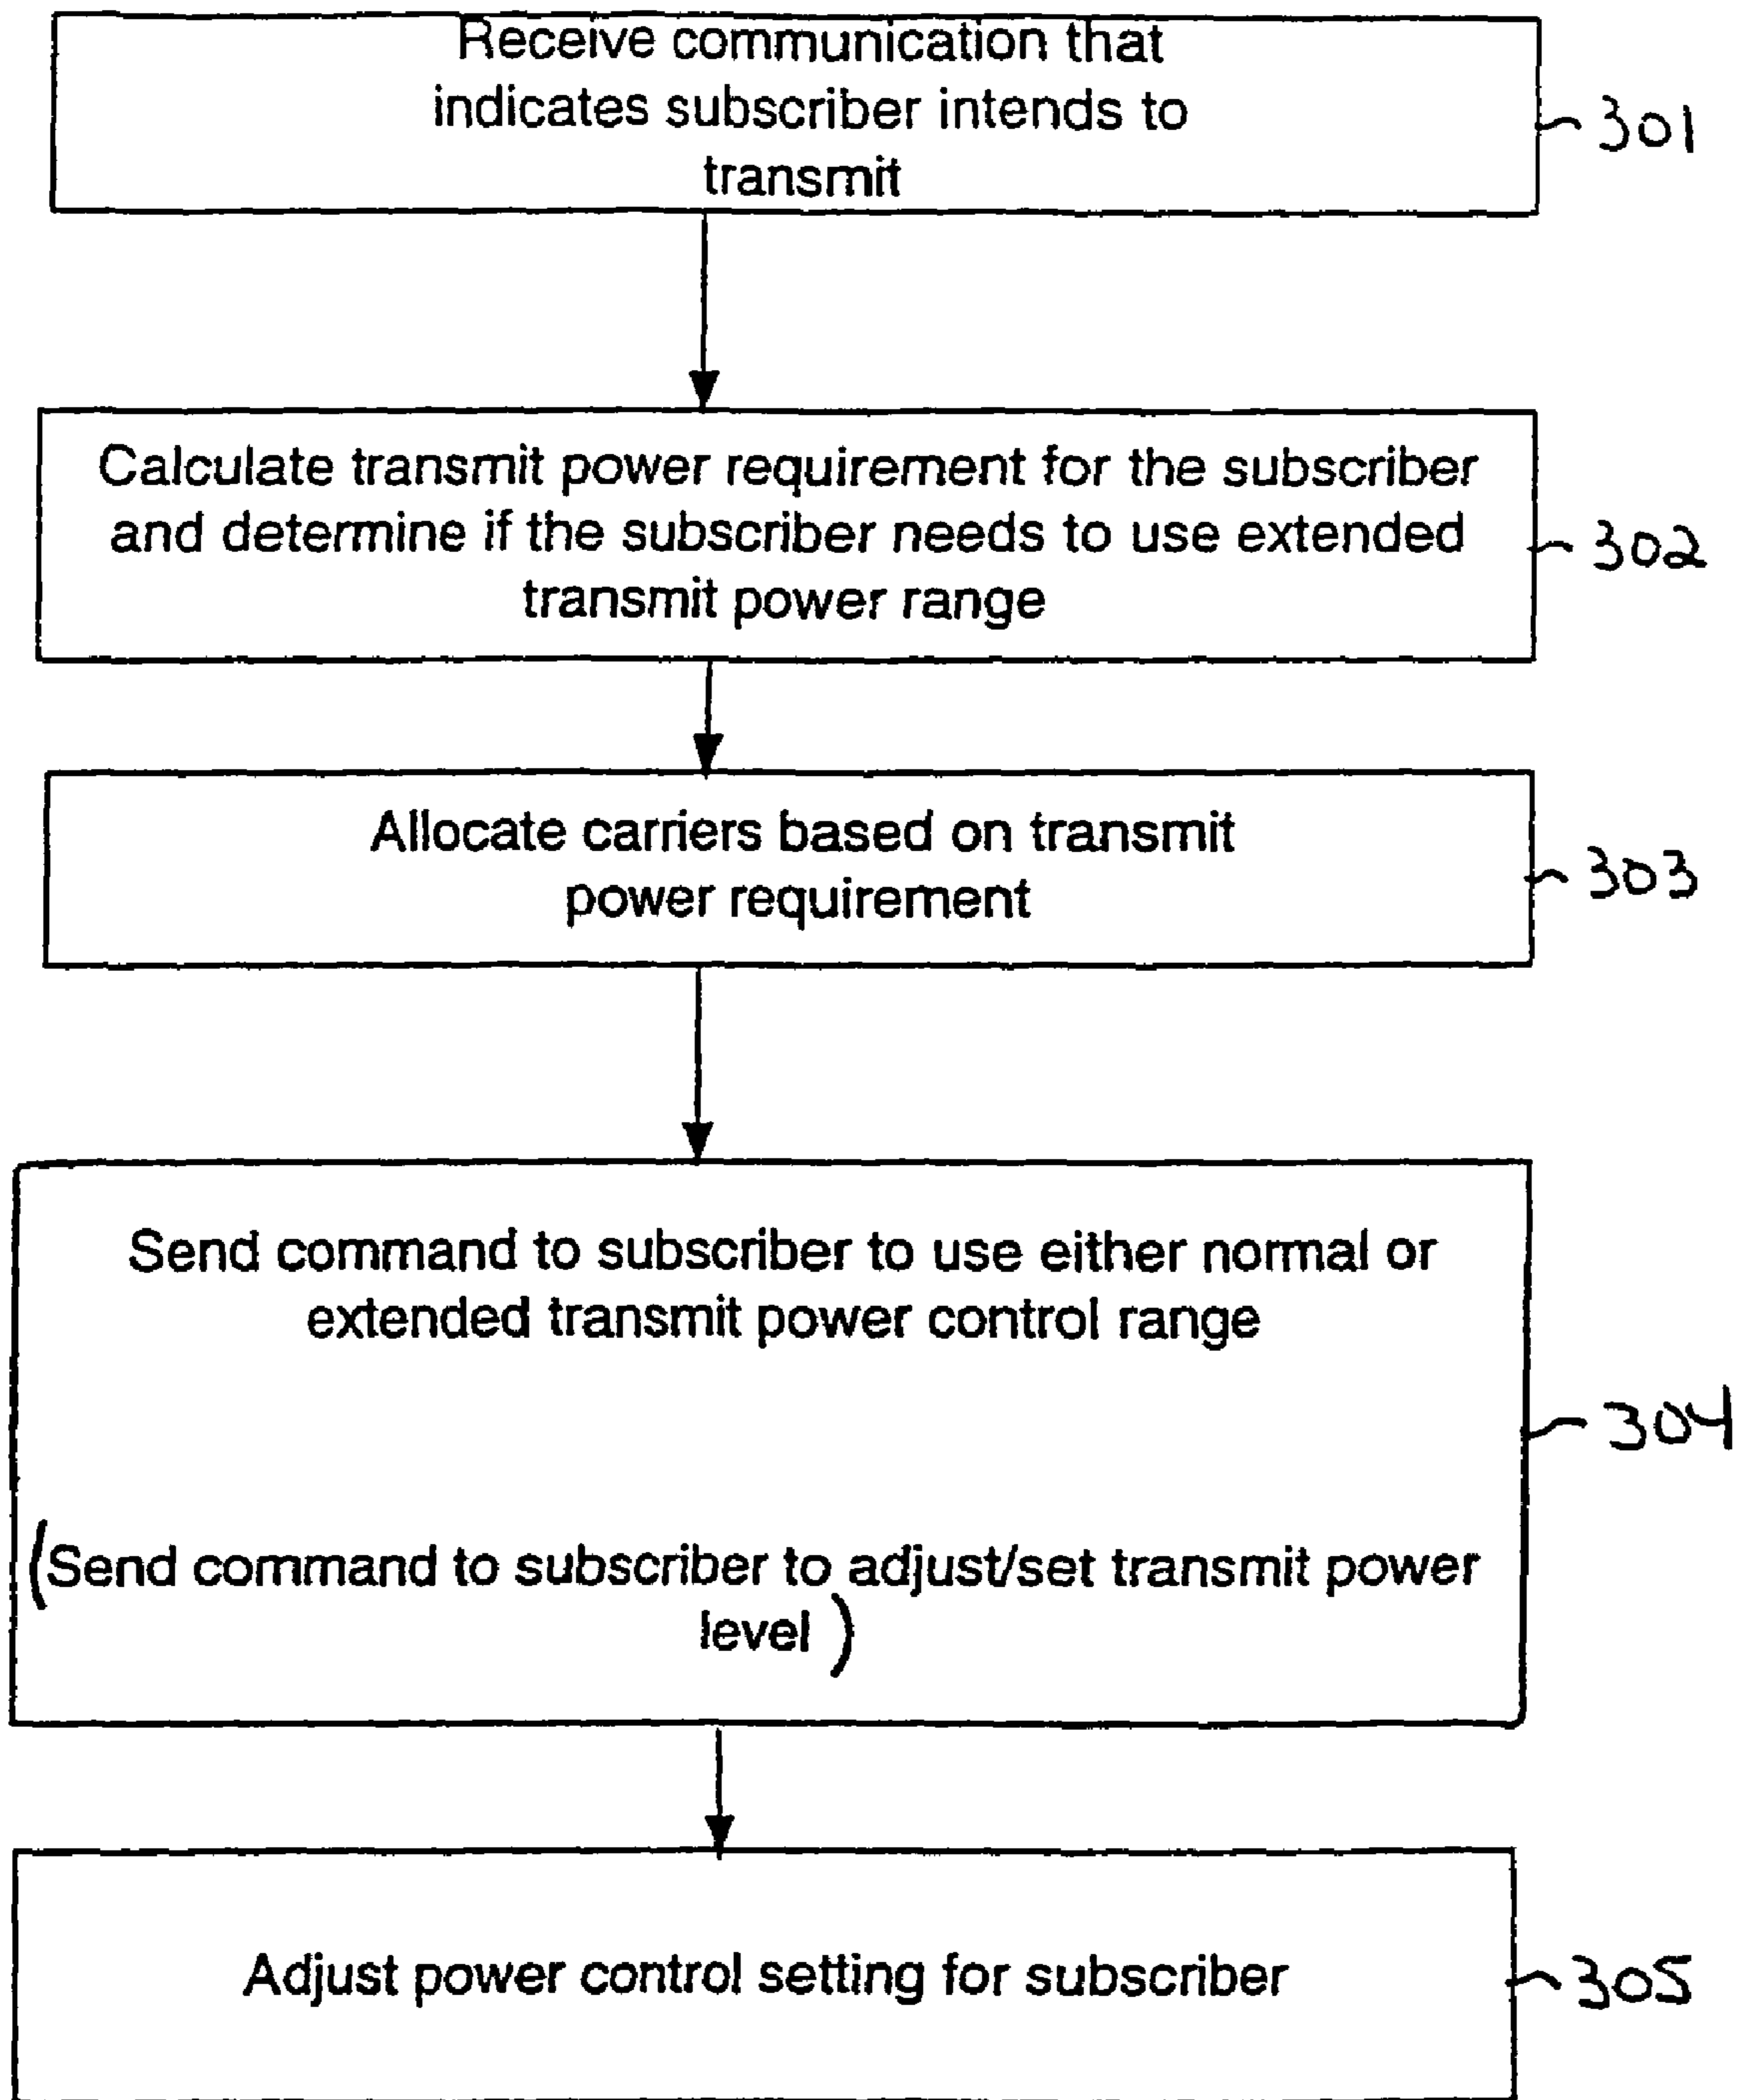 Receive communication that
indicates subscriber intends to
transmit
301
Calculate transmit power requirement for the subscriber
and determine if the subscriber needs to use extended
transmit power range
302
Allocate carriers based on transmit
power requirement
303
Send command to subscriber to use either normal or
extended transmit power control range
304
(Send command to subscriber to adjust/set transmit power
level)
Adjust power control setting for subscriber
305